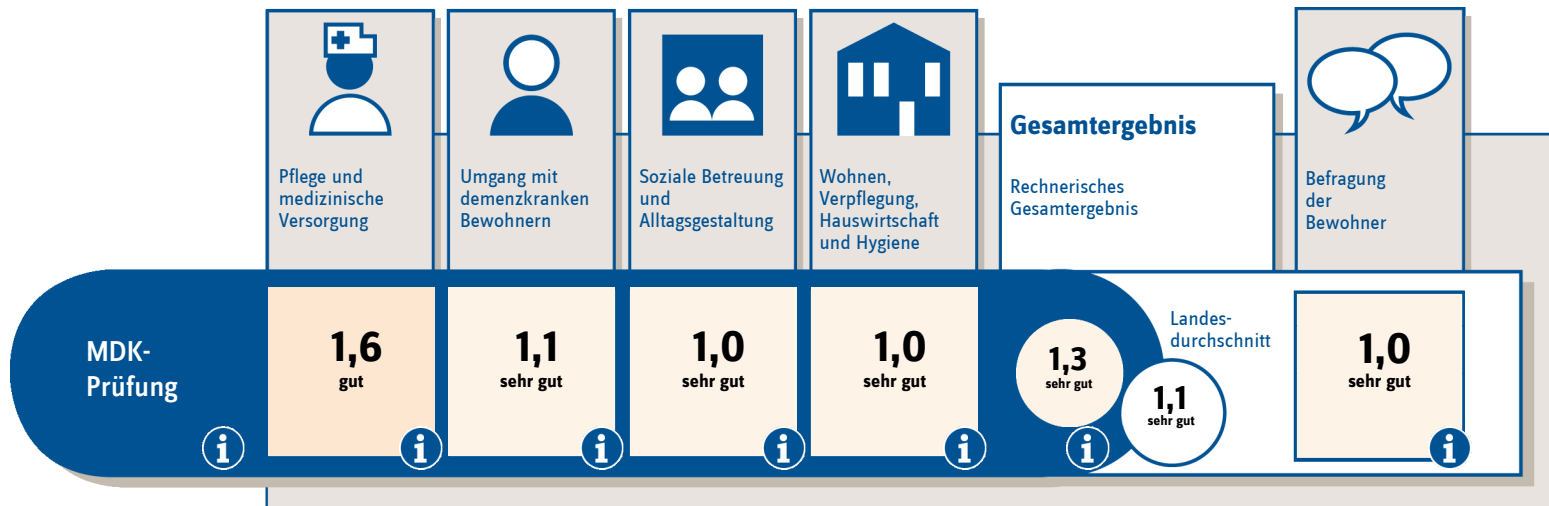 Pflege und
medizinische
Versorgung
Umgang mit
demenzkranken
Bewohnern
Soziale Betreuung
und
Alltagsgestaltung
Wohnen,
Verpflegung,
Hauswirtschaft
und Hygiene
Gesamtergebnis
Rechnerisches
Gesamtergebnis
Befragung
der
Bewohner
MDK-
Prüfung
i
1,6
gut
i
1,1
sehr gut
i
1,0
sehr gut
i
1,0
sehr gut
i
1,3
sehr gut
i
Landes-
durchschnitt
1,1
sehr gut
1,0
sehr gut
i